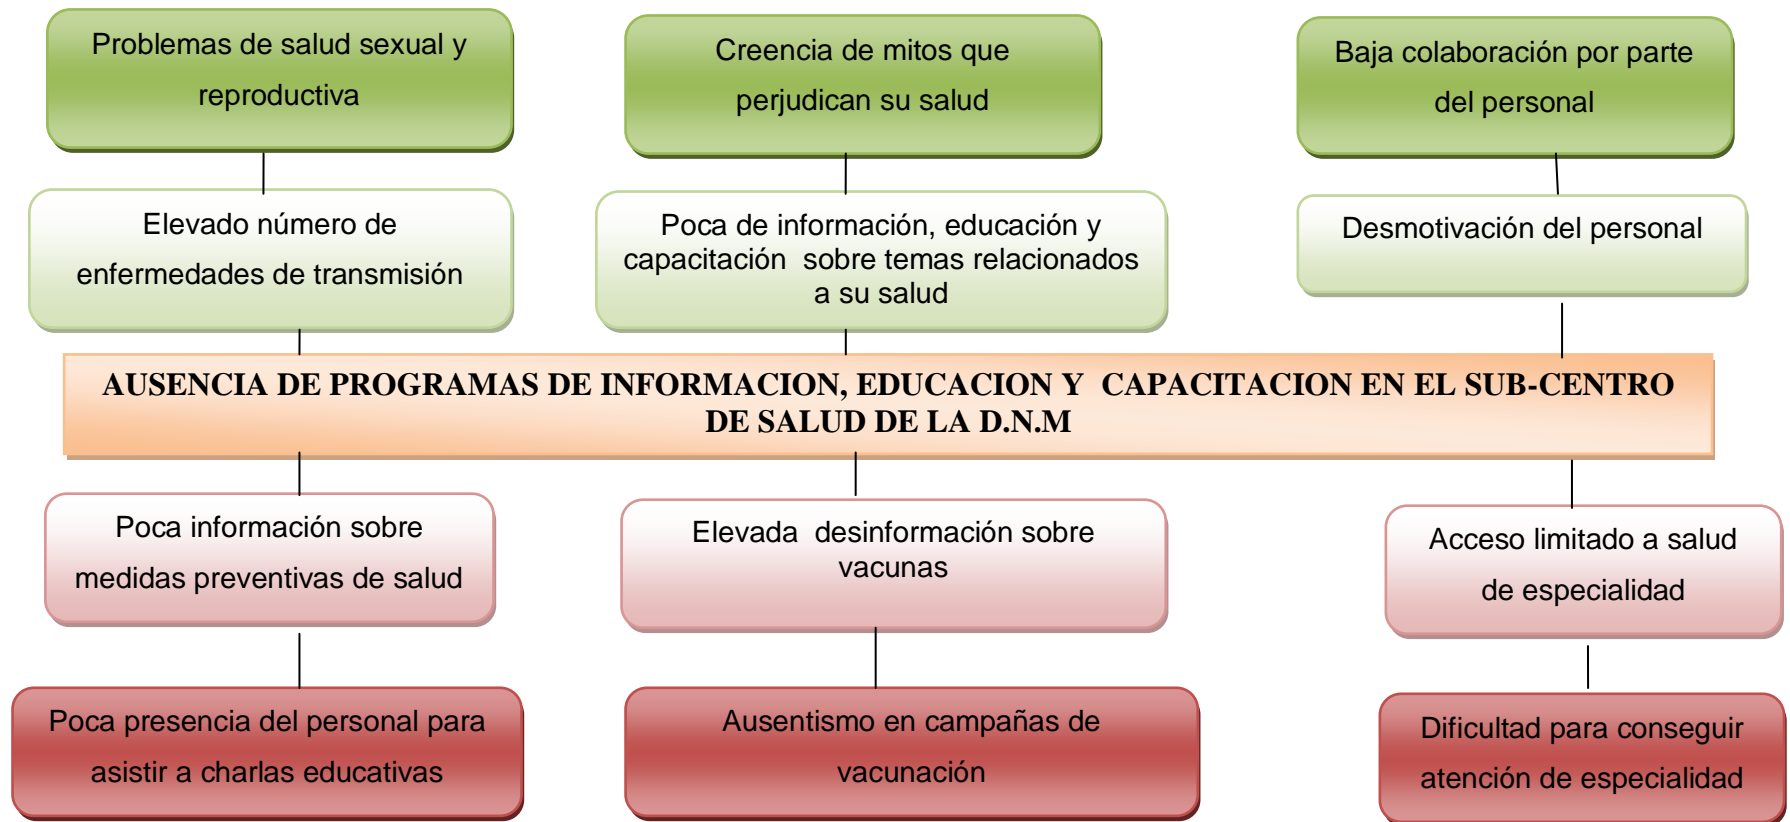 Problemas de salud sexual y
reproductiva
Creencia de mitos que
perjudican su salud
Baja colaboración por parte
del personal
Elevado número de
enfermedades de transmisión
Poca de información, educación y
capacitación  sobre temas relacionados
a su salud
Desmotivación del personal
AUSENCIA DE PROGRAMAS DE INFORMACION, EDUCACION Y  CAPACITACION EN EL SUB-CENTRO
DE SALUD DE LA D.N.M
Poca información sobre
medidas preventivas de salud
Elevada  desinformación sobre
vacunas
Acceso limitado a salud
de especialidad
Poca presencia del personal para
asistir a charlas educativas
Ausentismo en campañas de
vacunación
Dificultad para conseguir
atención de especialidad